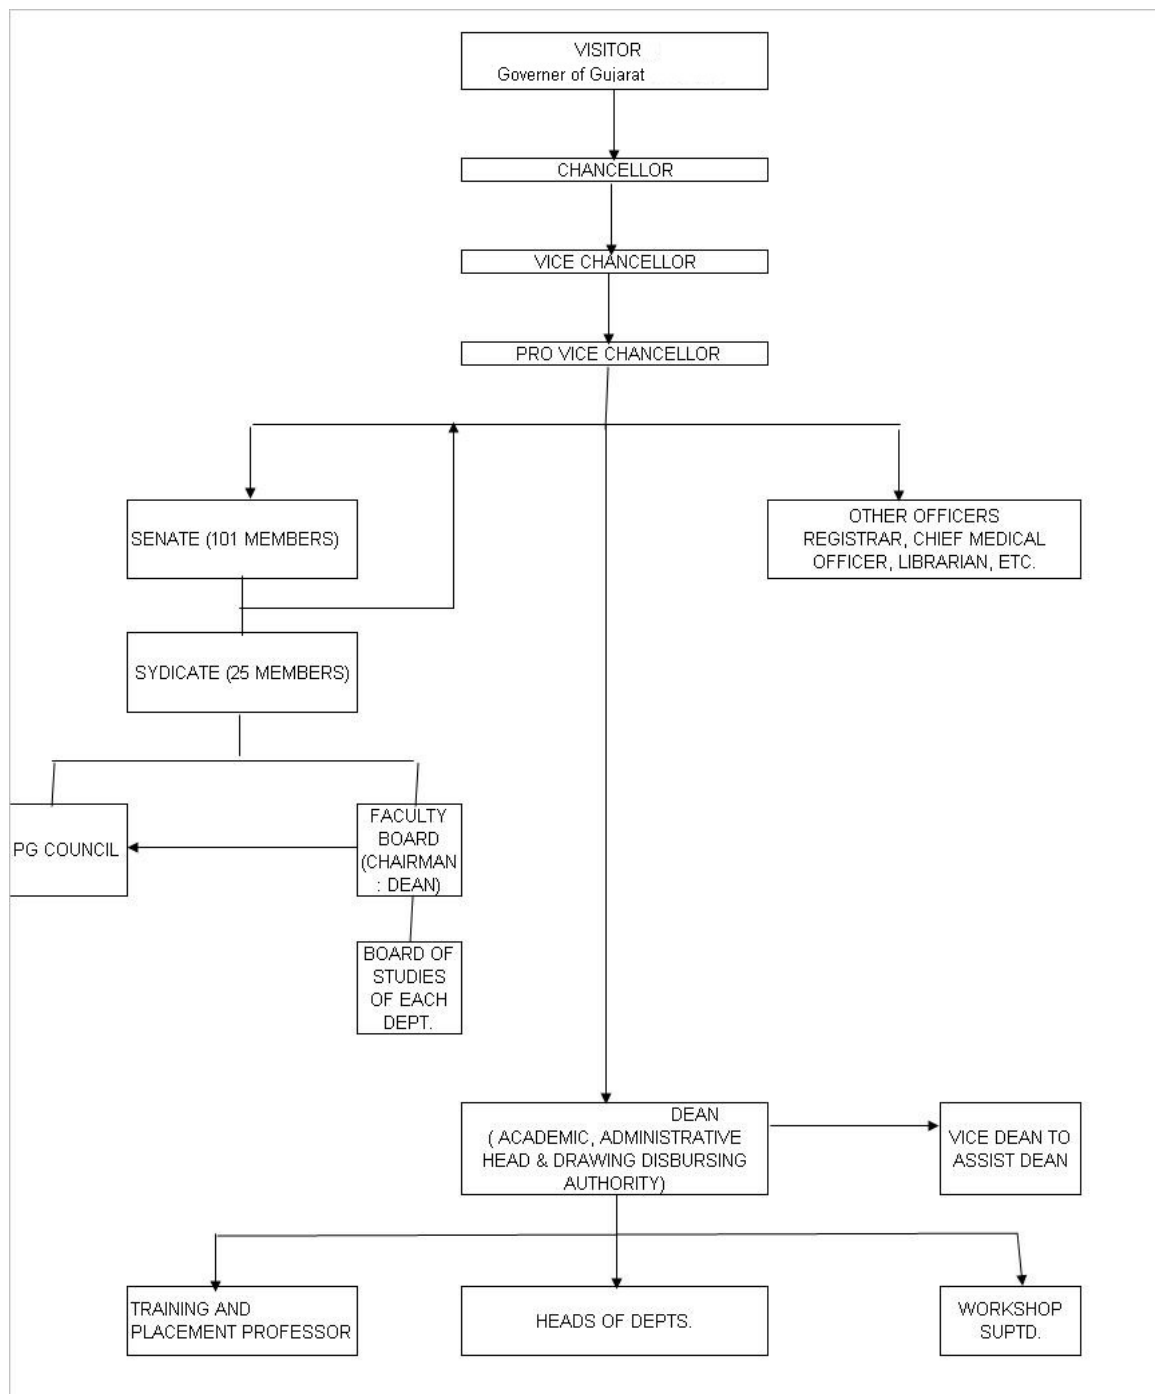 VISITOR
Governer of Gujarat
CHANCELLOR
VICE CHANCELLOR
PRO VICE CHANCELLOR
SENATE (101 MEMBERS)
OTHER OFFICERS
REGISTRAR, CHIEF MEDICAL
OFFICER, LIBRARIAN, ETC.
SYDICATE (25 MEMBERS)
PG COUNCIL
FACULTY
BOARD
(CHAIRMAN
: DEAN)
BOARD OF
STUDIES
OF EACH
DEPT.
DEAN
( ACADEMIC, ADMINISTRATIVE
HEAD & DRAWING DISBURSING
AUTHORITY)
VICE DEAN TO
ASSIST DEAN
TRAINING AND
PLACEMENT PROFESSOR
HEADS OF DEPTS.
WORKSHOP
SUPTD.